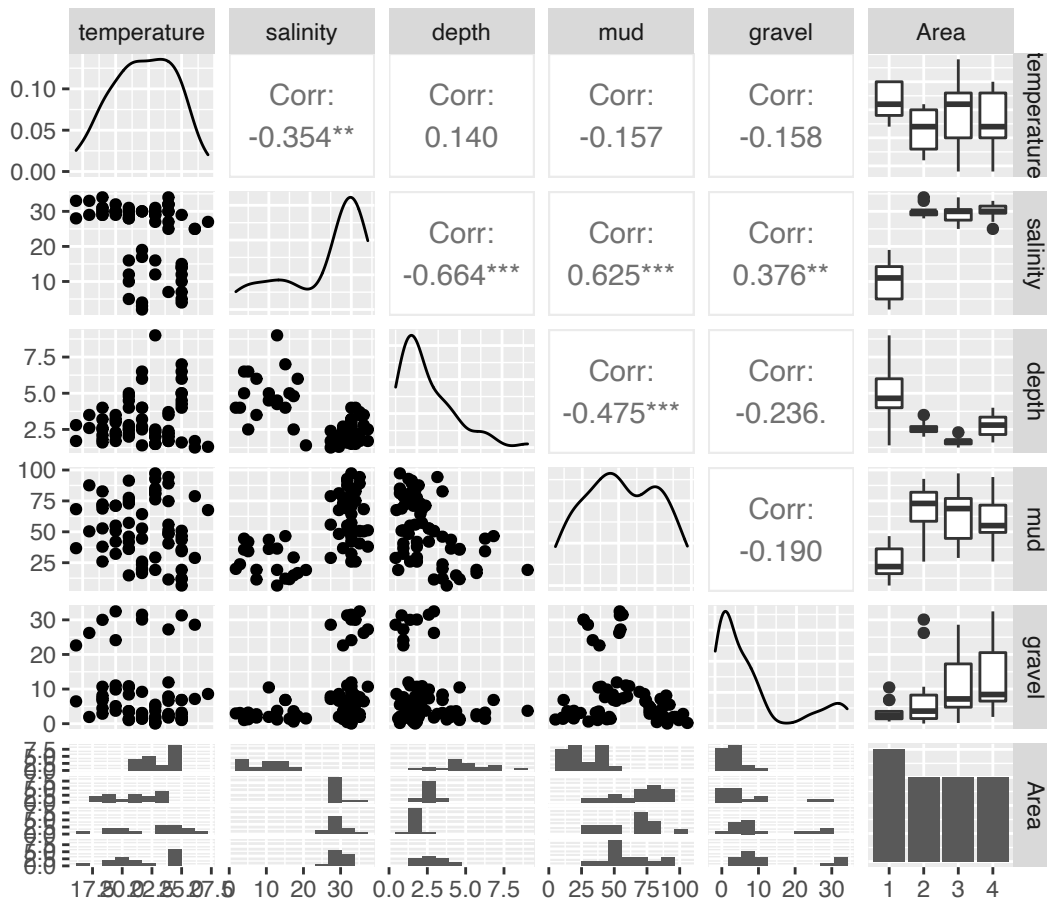 temperature salinity depth mud gravel Area
0.10
0.05
0.00
Corr:
-0.354**
Corr:
0.140
Corr:
-0.157
Corr:
-0.158
temperature
30
20
10
Corr:
-0.664***
Corr:
0.625***
Corr:
0.376**
salinity
7.5
5.0
2.5
Corr:
-0.475***
Corr:
-0.236.
depth
100
75
50
25
Corr:
-0.190
mud
30
20
10
0
gravel
7.5
Area
10 20 30 0.0 2.5 5.0 7.5 0 25 50 75 100 0 10 20 30 1 2 3 4